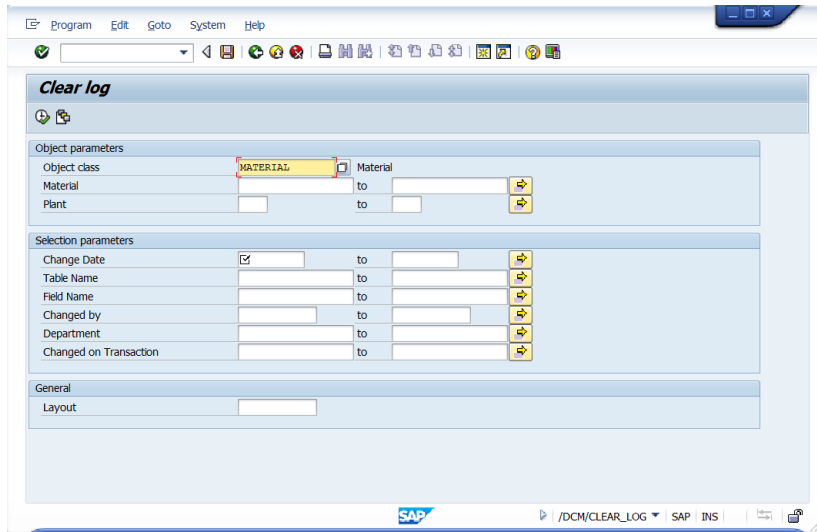 Program Edit Goto System Help
Clear log
Object parameters
Object class MATERIAL Material
Material to
Plant to
Selection parameters
Change Date to
Table Name to
Field Name to
Changed by to
Department to
Changed on Transaction to
General
Layout
SAP /DCM/CLEAR_LOG SAP INS